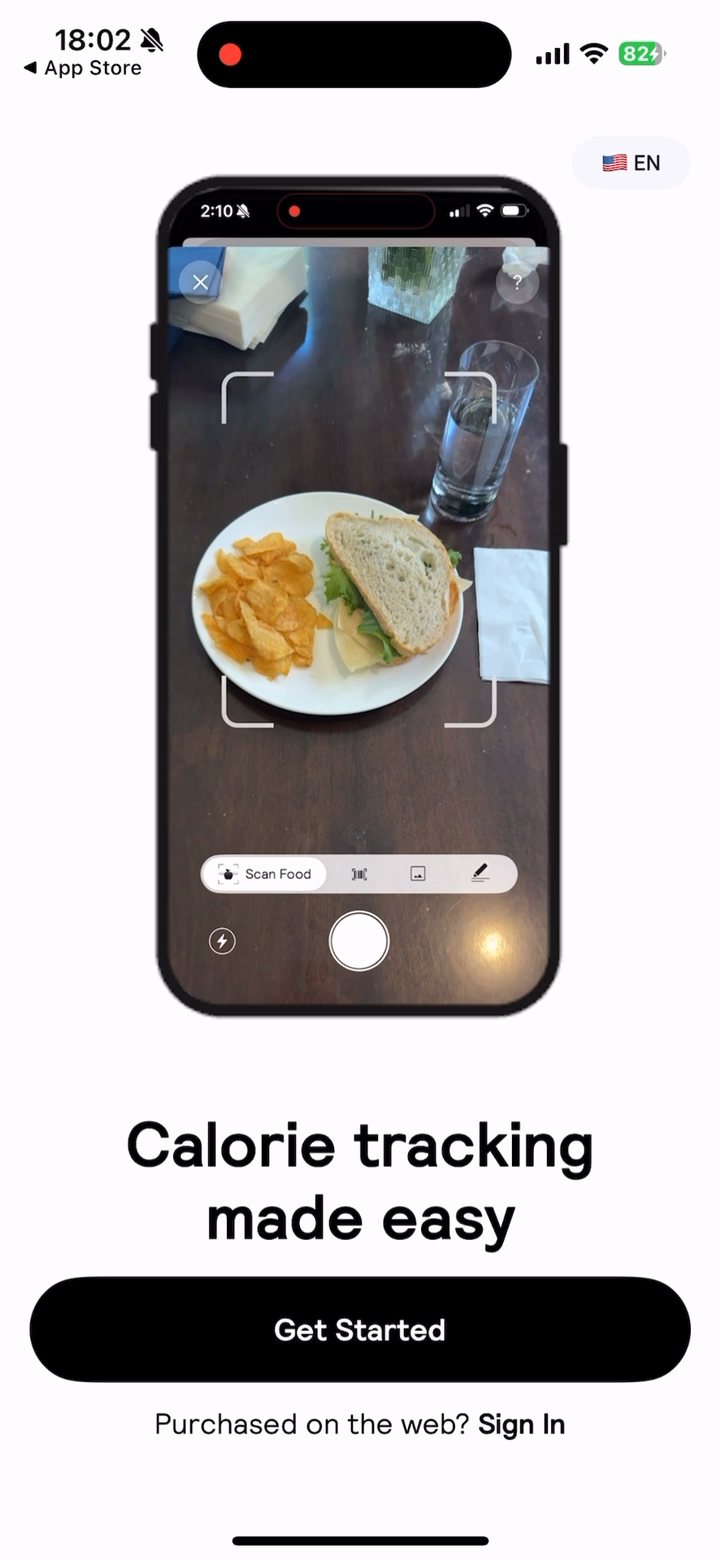 18:02
◀ App Store
82
🇺🇸 EN
2:10
?
Scan Food
Calorie tracking
made easy
Get Started
Purchased on the web? Sign In